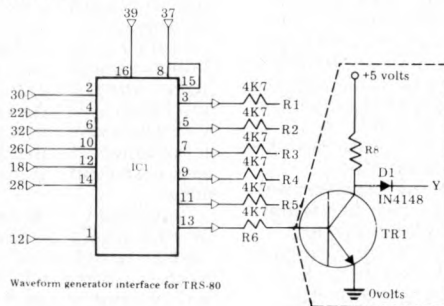 39
37
16
8
15
30
2
3
4K7
R1
22
4
5
4K7
R2
32
6
7
4K7
R3
26
10
IC1
9
4K7
R4
18
12
11
4K7
R5
28
14
13
4K7
R6
12
1
+5 volts
R8
D1
Y
IN4148
TR1
0volts
Waveform generator interface for TRS-80